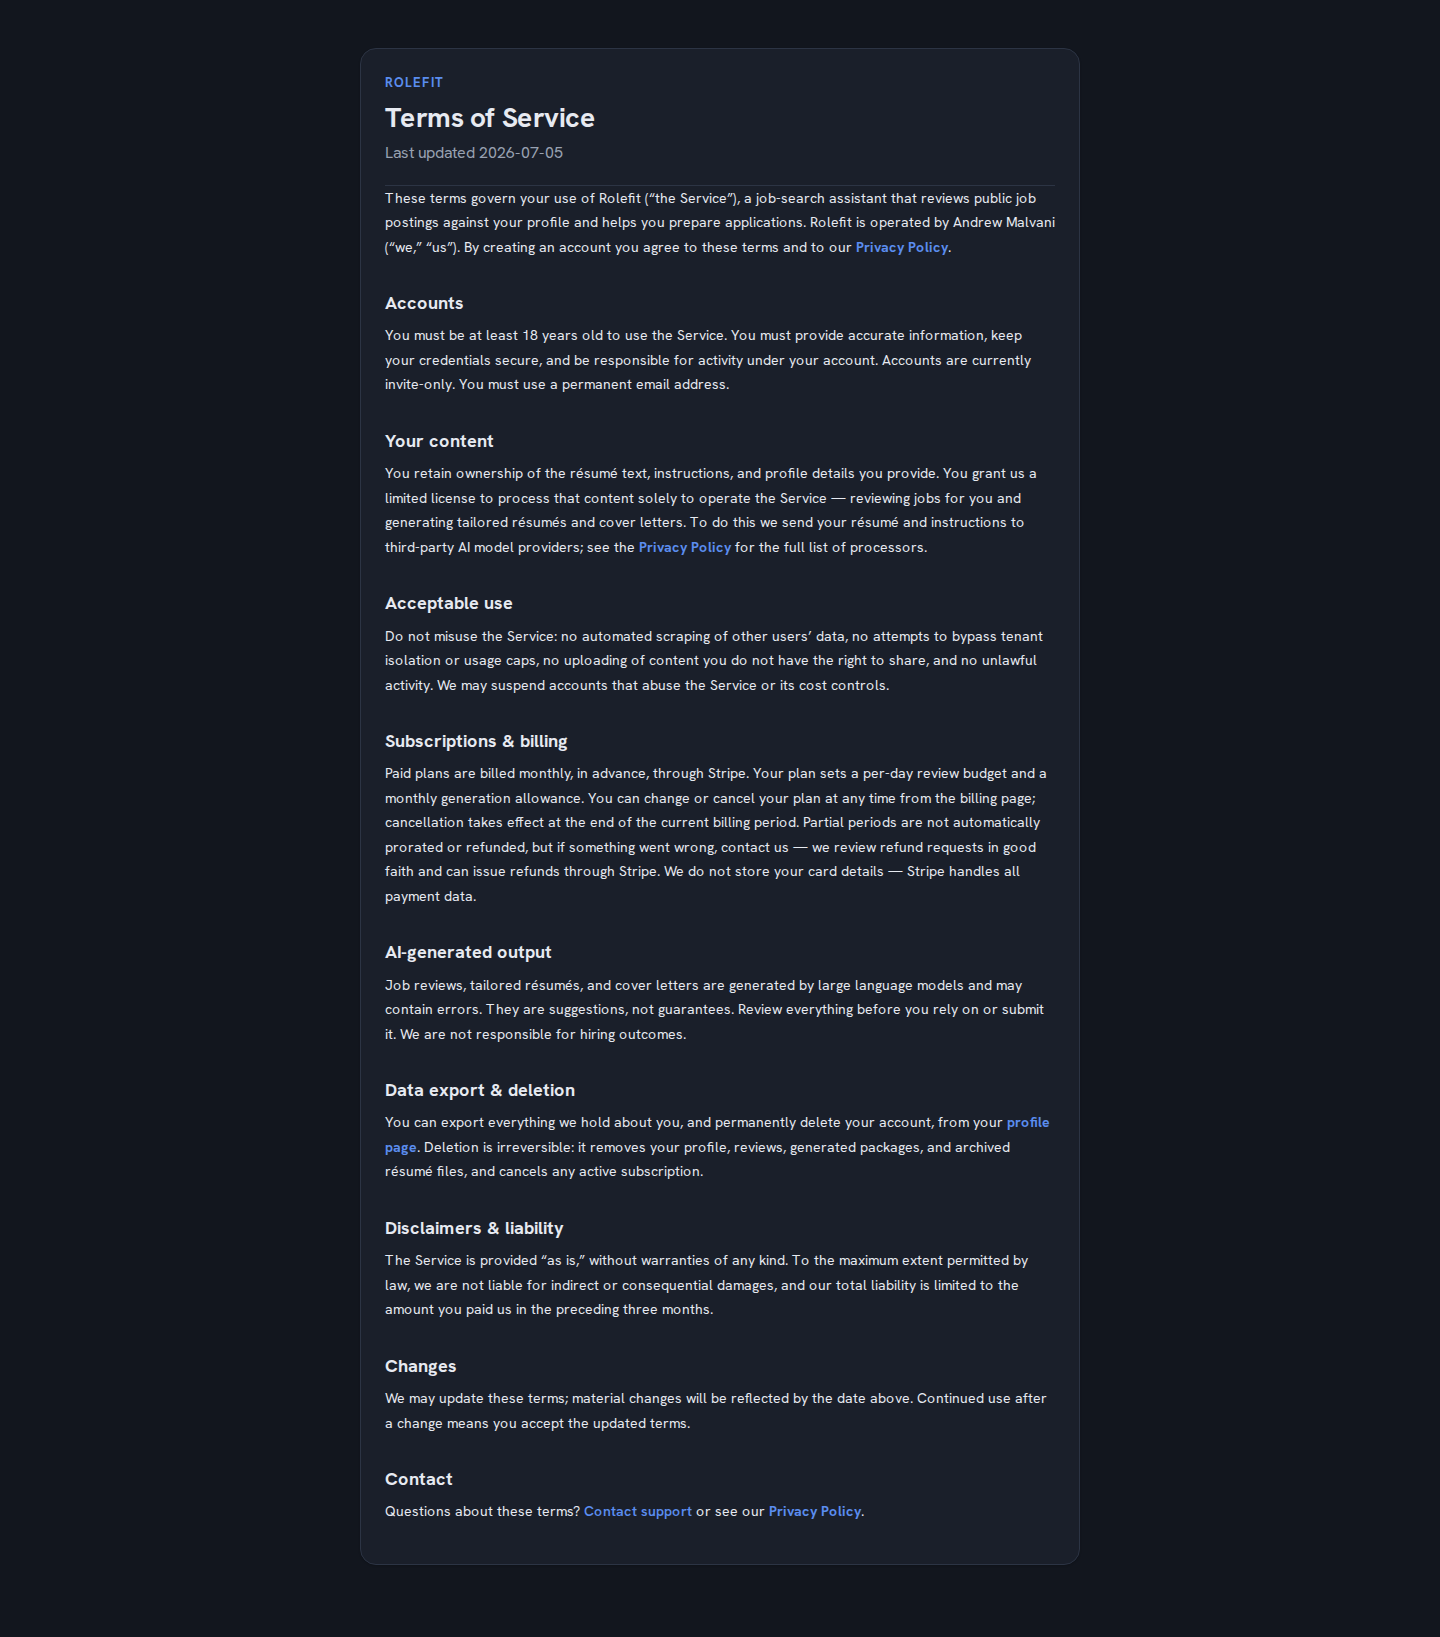 ROLEFIT
Terms of Service
Last updated 2026-07-05
These terms govern your use of Rolefit (“the Service”), a job-search assistant that reviews public job
postings against your profile and helps you prepare applications. Rolefit is operated by Andrew Malvani
(“we,” “us”). By creating an account you agree to these terms and to our Privacy Policy.
Accounts
You must be at least 18 years old to use the Service. You must provide accurate information, keep
your credentials secure, and be responsible for activity under your account. Accounts are currently
invite-only. You must use a permanent email address.
Your content
You retain ownership of the résumé text, instructions, and profile details you provide. You grant us a
limited license to process that content solely to operate the Service — reviewing jobs for you and
generating tailored résumés and cover letters. To do this we send your résumé and instructions to
third-party AI model providers; see the Privacy Policy for the full list of processors.
Acceptable use
Do not misuse the Service: no automated scraping of other users’ data, no attempts to bypass tenant
isolation or usage caps, no uploading of content you do not have the right to share, and no unlawful
activity. We may suspend accounts that abuse the Service or its cost controls.
Subscriptions & billing
Paid plans are billed monthly, in advance, through Stripe. Your plan sets a per-day review budget and a
monthly generation allowance. You can change or cancel your plan at any time from the billing page;
cancellation takes effect at the end of the current billing period. Partial periods are not automatically
prorated or refunded, but if something went wrong, contact us — we review refund requests in good
faith and can issue refunds through Stripe. We do not store your card details — Stripe handles all
payment data.
AI-generated output
Job reviews, tailored résumés, and cover letters are generated by large language models and may
contain errors. They are suggestions, not guarantees. Review everything before you rely on or submit
it. We are not responsible for hiring outcomes.
Data export & deletion
You can export everything we hold about you, and permanently delete your account, from your profile
page. Deletion is irreversible: it removes your profile, reviews, generated packages, and archived
résumé files, and cancels any active subscription.
Disclaimers & liability
The Service is provided “as is,” without warranties of any kind. To the maximum extent permitted by
law, we are not liable for indirect or consequential damages, and our total liability is limited to the
amount you paid us in the preceding three months.
Changes
We may update these terms; material changes will be reflected by the date above. Continued use after
a change means you accept the updated terms.
Contact
Questions about these terms? Contact support or see our Privacy Policy.